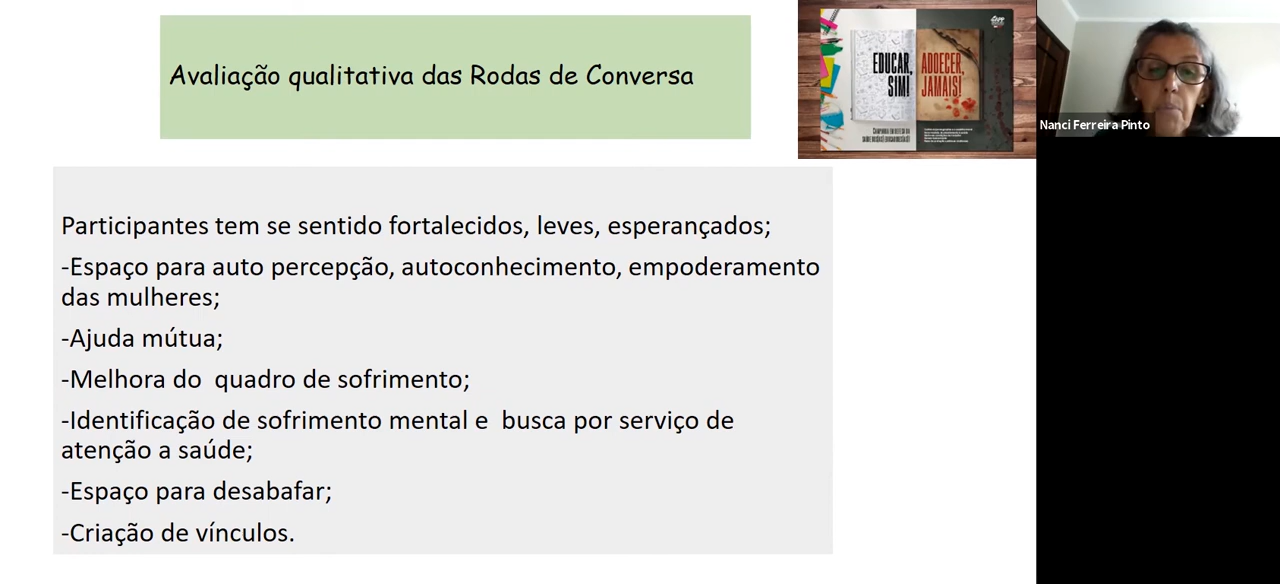 Avaliação qualitativa das Rodas de Conversa
EDUCAR,
SIM!
ADOECER,
JAMAIS!
Nanci Ferreira Pinto
Participantes tem se sentido fortalecidos, leves, esperançados;
-Espaço para auto percepção, autoconhecimento, empoderamento
das mulheres;
-Ajuda mútua;
-Melhora do  quadro de sofrimento;
-Identificação de sofrimento mental e  busca por serviço de
atenção a saúde;
-Espaço para desabafar;
-Criação de vínculos.